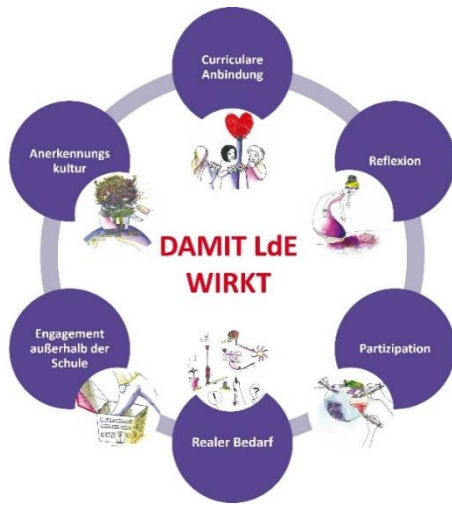 Curriculare
Anbindung
Anerkennungs
kultur
Reflexion
DAMIT LdE
WIRKT
Engagement
außerhalb der
Schule
Partizipation
Realer Bedarf
! ?